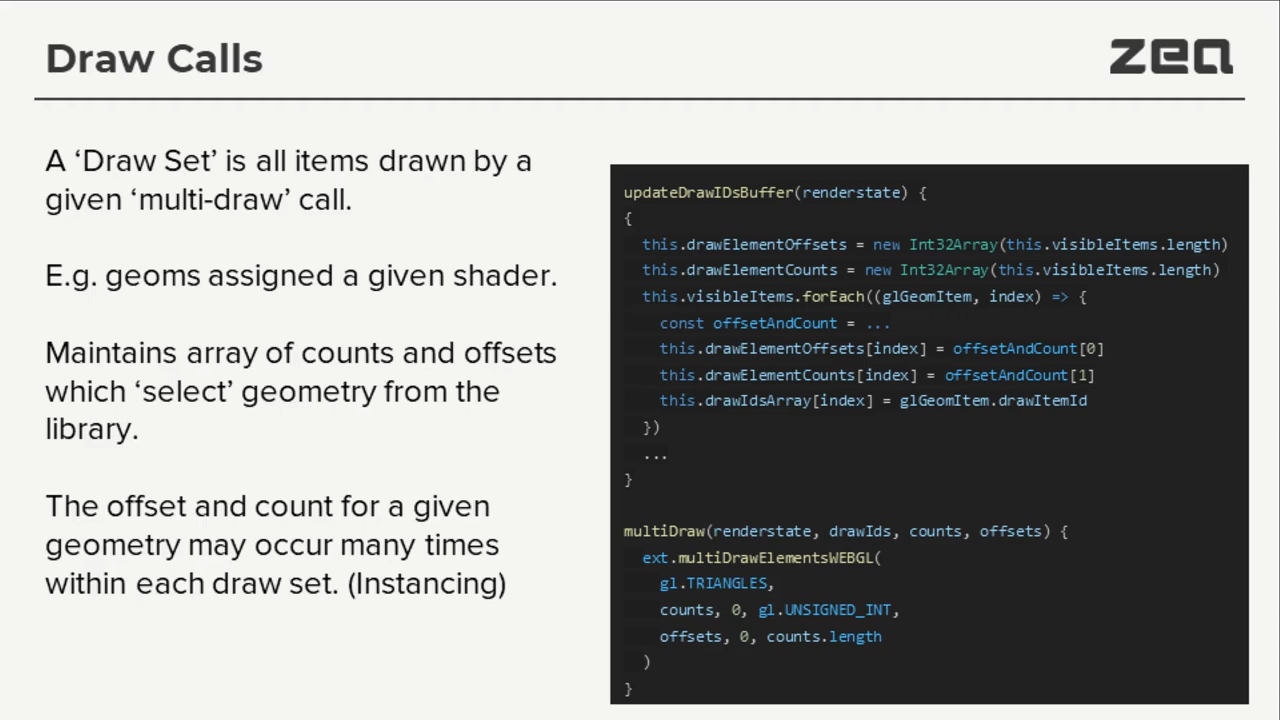 Draw Calls
zea
A ‘Draw Set’ is all items drawn by a
given ‘multi-draw’ call.
E.g. geoms assigned a given shader.
Maintains array of counts and offsets
which ‘select’ geometry from the
library.
The offset and count for a given
geometry may occur many times
within each draw set. (Instancing)
updateDrawIDsBuffer(renderstate) {
{
this.drawElementOffsets = new Int32Array(this.visibleItems.length)
this.drawElementCounts = new Int32Array(this.visibleItems.length)
this.visibleItems.forEach((glGeomItem, index) => {
const offsetAndCount = ...
this.drawElementOffsets[index] = offsetAndCount[0]
this.drawElementCounts[index] = offsetAndCount[1]
this.drawIdsArray[index] = glGeomItem.drawItemId
})
...
}
multiDraw(renderstate, drawIds, counts, offsets) {
ext.multiDrawElementsWEBGL(
gl.TRIANGLES,
counts, 0, gl.UNSIGNED_INT,
offsets, 0, counts.length
)
}